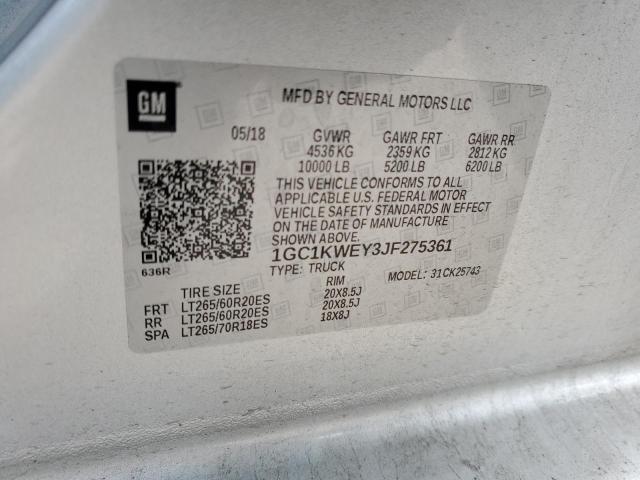 GM
MFD BY GENERAL MOTORS LLC
05/18 GVWR GAWR FRT GAWR RR
4536 KG 2359 KG 2812 KG
10000 LB 5200 LB 6200 LB
THIS VEHICLE CONFORMS TO ALL
APPLICABLE U.S. FEDERAL MOTOR
VEHICLE SAFETY STANDARDS IN EFFECT
ON THE DATE OF MANUFACTURE
SHOWN ABOVE.
1GC1KWEY3JF275361
636R
TYPE: TRUCK MODEL: 31CK25743
TIRE SIZE RIM
FRT LT265/60R20ES 20X8.5J
RR LT265/60R20ES 20X8.5J
SPA LT265/70R18ES 18X8J